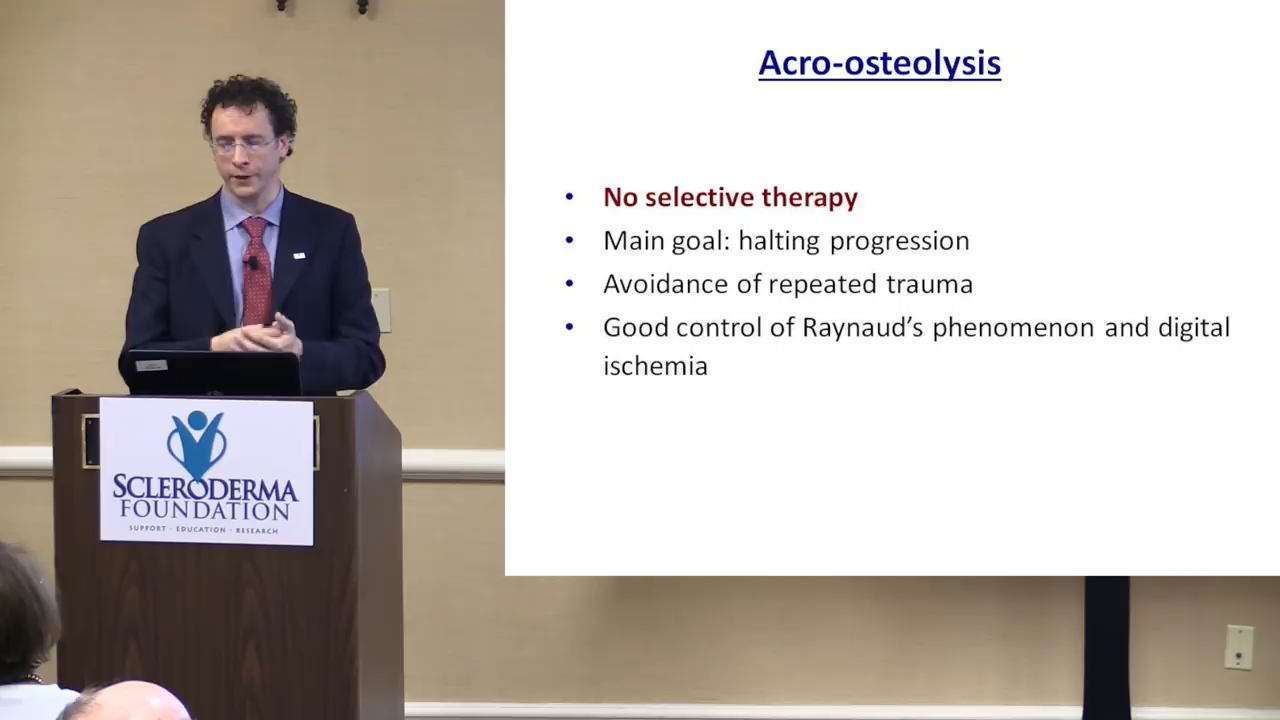 Acro-osteolysis
• No selective therapy
• Main goal: halting progression
• Avoidance of repeated trauma
• Good control of Raynaud's phenomenon and digital
ischemia
SCLERODERMA
FOUNDATION
SUPPORT · EDUCATION · RESEARCH